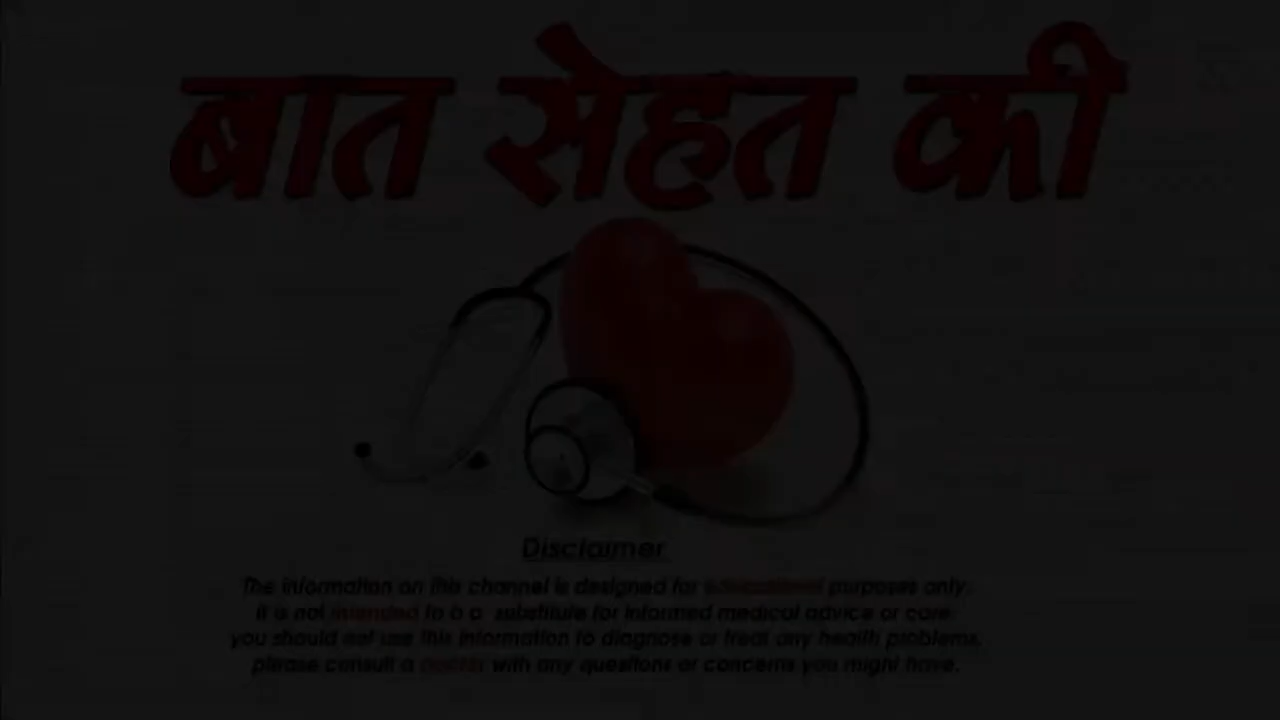 बात सेहत की
Disclaimer
The information on this channel is designed for educational purposes only.
it is not intended to b a substitute for informed medical advice or care.
you should not use this information to diagnose or treat any health problems.
please consult a with any questions or concerns you might have.